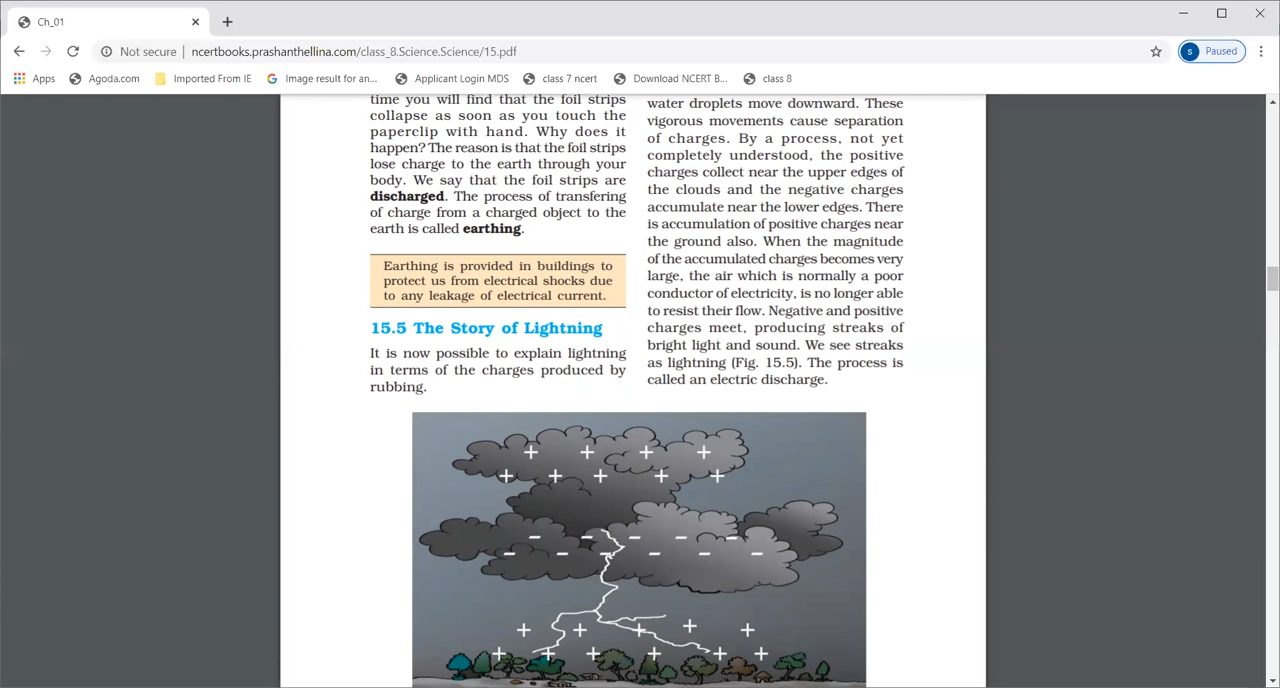 Ch_01
Not secure | ncertbooks.prashanthellina.com/class_8.Science.Science/15.pdf
s Paused
Apps Agoda.com Imported From IE Image result for an... Applicant Login MDS class 7 ncert Download NCERT B... class 8
time you will find that the foil strips
collapse as soon as you touch the
paperclip with hand. Why does it
happen? The reason is that the foil strips
lose charge to the earth through your
body. We say that the foil strips are
discharged. The process of transfering
of charge from a charged object to the
earth is called earthing.
Earthing is provided in buildings to
protect us from electrical shocks due
to any leakage of electrical current.
15.5 The Story of Lightning
It is now possible to explain lightning
in terms of the charges produced by
rubbing.
water droplets move downward. These
vigorous movements cause separation
of charges. By a process, not yet
completely understood, the positive
charges collect near the upper edges of
the clouds and the negative charges
accumulate near the lower edges. There
is accumulation of positive charges near
the ground also. When the magnitude
of the accumulated charges becomes very
large, the air which is normally a poor
conductor of electricity, is no longer able
to resist their flow. Negative and positive
charges meet, producing streaks of
bright light and sound. We see streaks
as lightning (Fig. 15.5). The process is
called an electric discharge.
+ + + +
+ + + + +
- - - - -
- - - - - -
+ + + + +
+ + + + + +